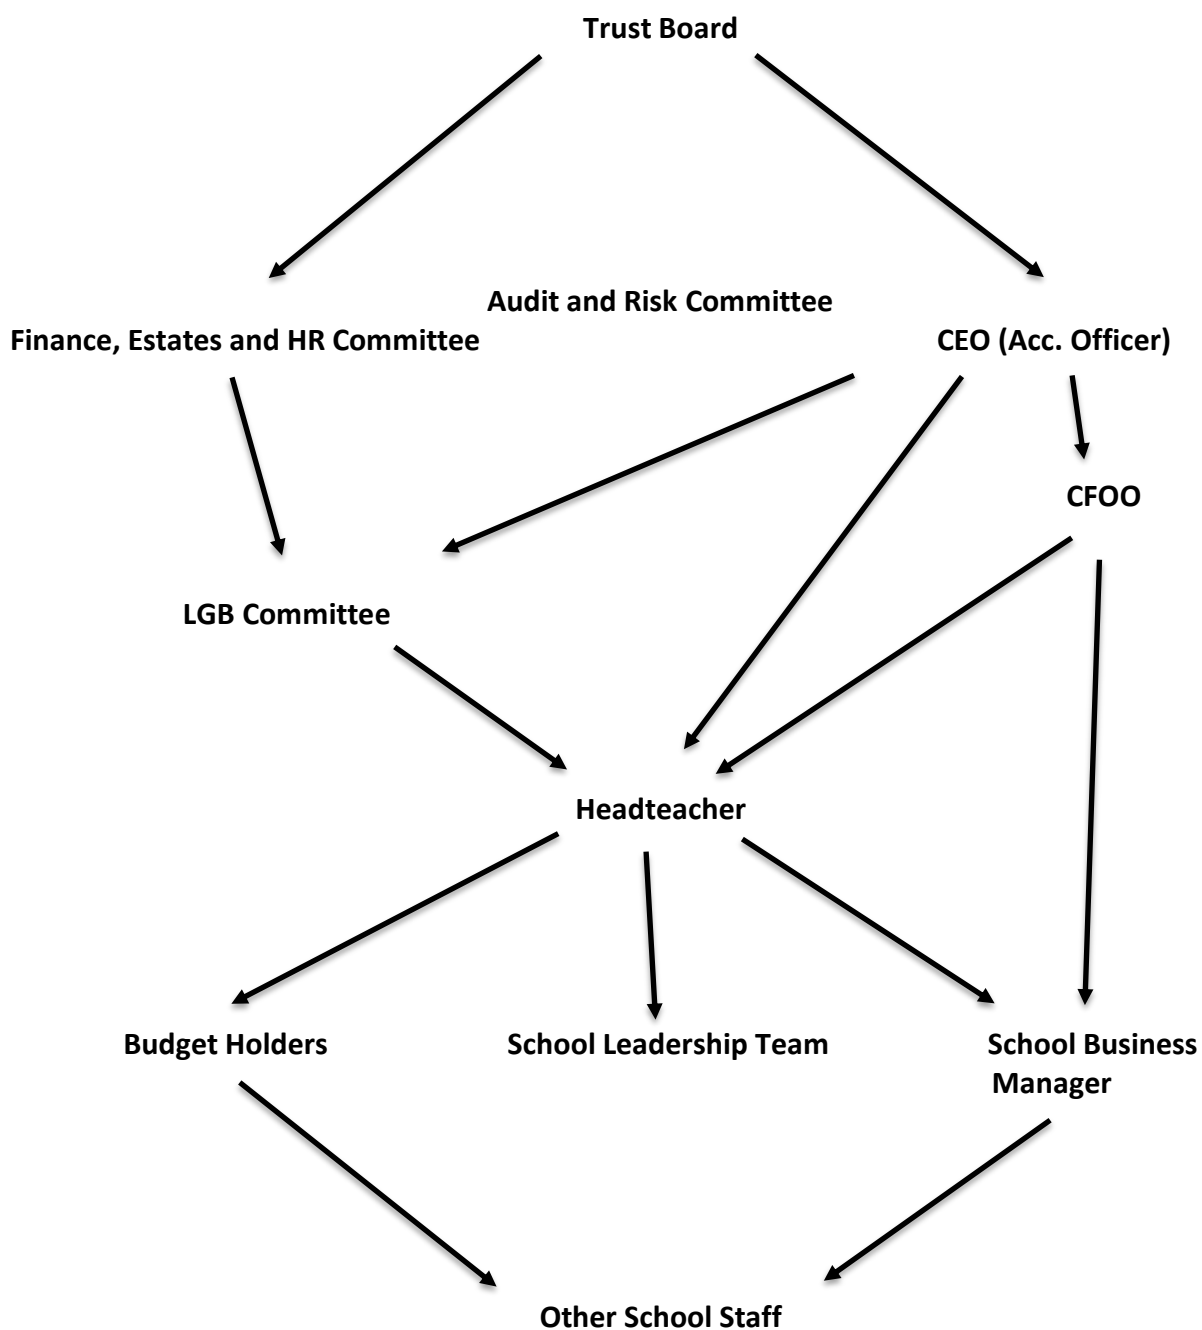 Trust Board
Audit and Risk Committee
Finance, Estates and HR Committee
CEO (Acc. Officer)
CFOO
LGB Committee
Headteacher
Budget Holders
School Leadership Team
School Business
Manager
Other School Staff